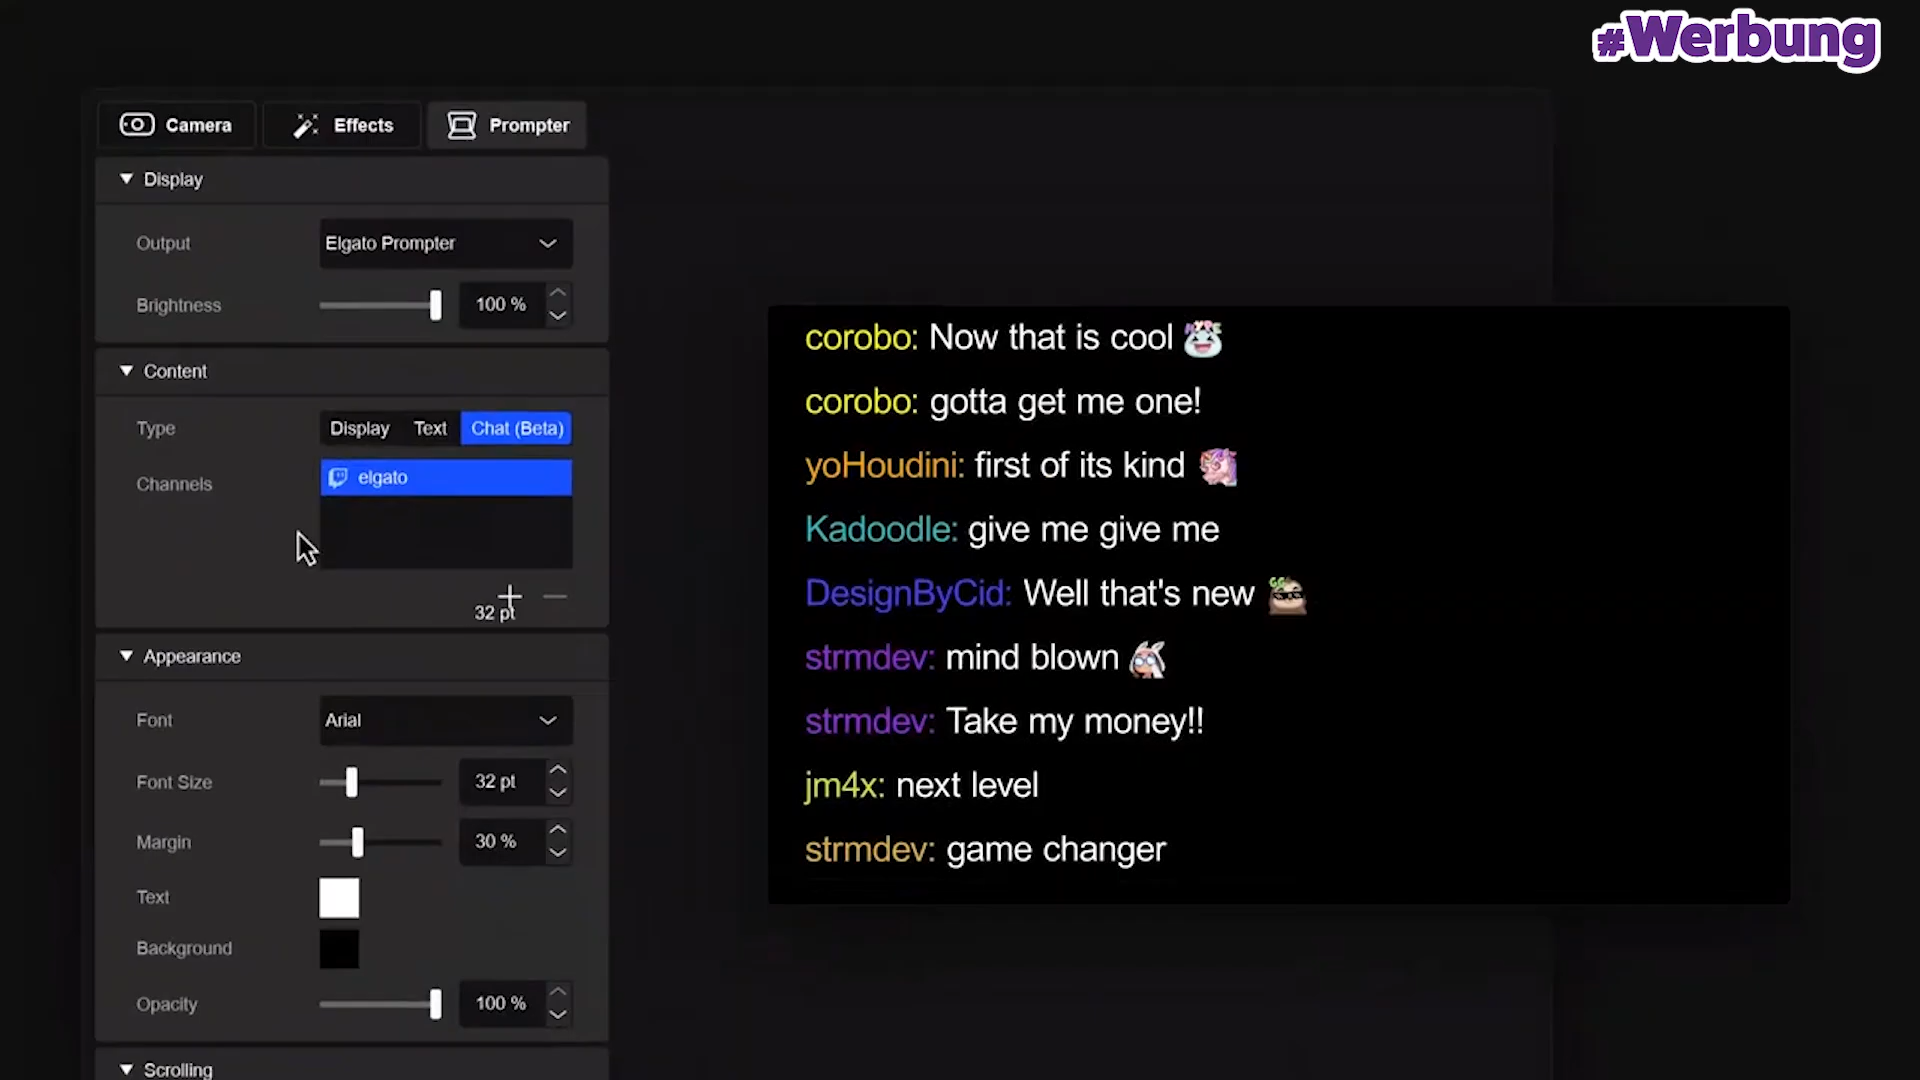 #Werbung
Camera
Effects
Prompter
Display
Output
Elgato Prompter
Brightness
100 %
Content
Type
Display
Text
Chat (Beta)
Channels
elgato
32 pt
Appearance
Font
Arial
Font Size
32 pt
Margin
30 %
Text
Background
Opacity
100 %
Scrolling
corobo: Now that is cool
corobo: gotta get me one!
yoHoudini: first of its kind
Kadoodle: give me give me
DesignByCid: Well that's new
strmdev: mind blown
strmdev: Take my money!!
jm4x: next level
strmdev: game changer